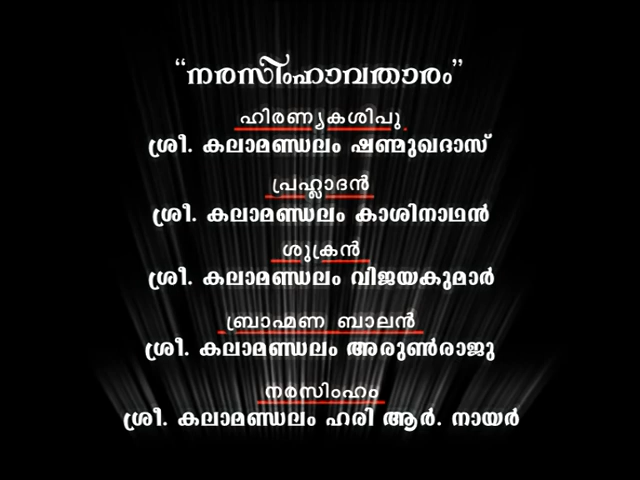 “നരസിംഹാവതാരം”
ഹിരണ്യകശിപു
ശ്രീ. കലാമണ്ഡലം ഷണ്മുഖദാസ്
പ്രഹ്ലാദൻ
ശ്രീ. കലാമണ്ഡലം കാശിനാഥൻ
ശുക്രൻ
ശ്രീ. കലാമണ്ഡലം വിജയകുമാർ
ബ്രാഹ്മണ ബാലൻ
ശ്രീ. കലാമണ്ഡലം അരുൺരാജു
നരസിംഹം
ശ്രീ. കലാമണ്ഡലം ഹരി ആർ. നായർ